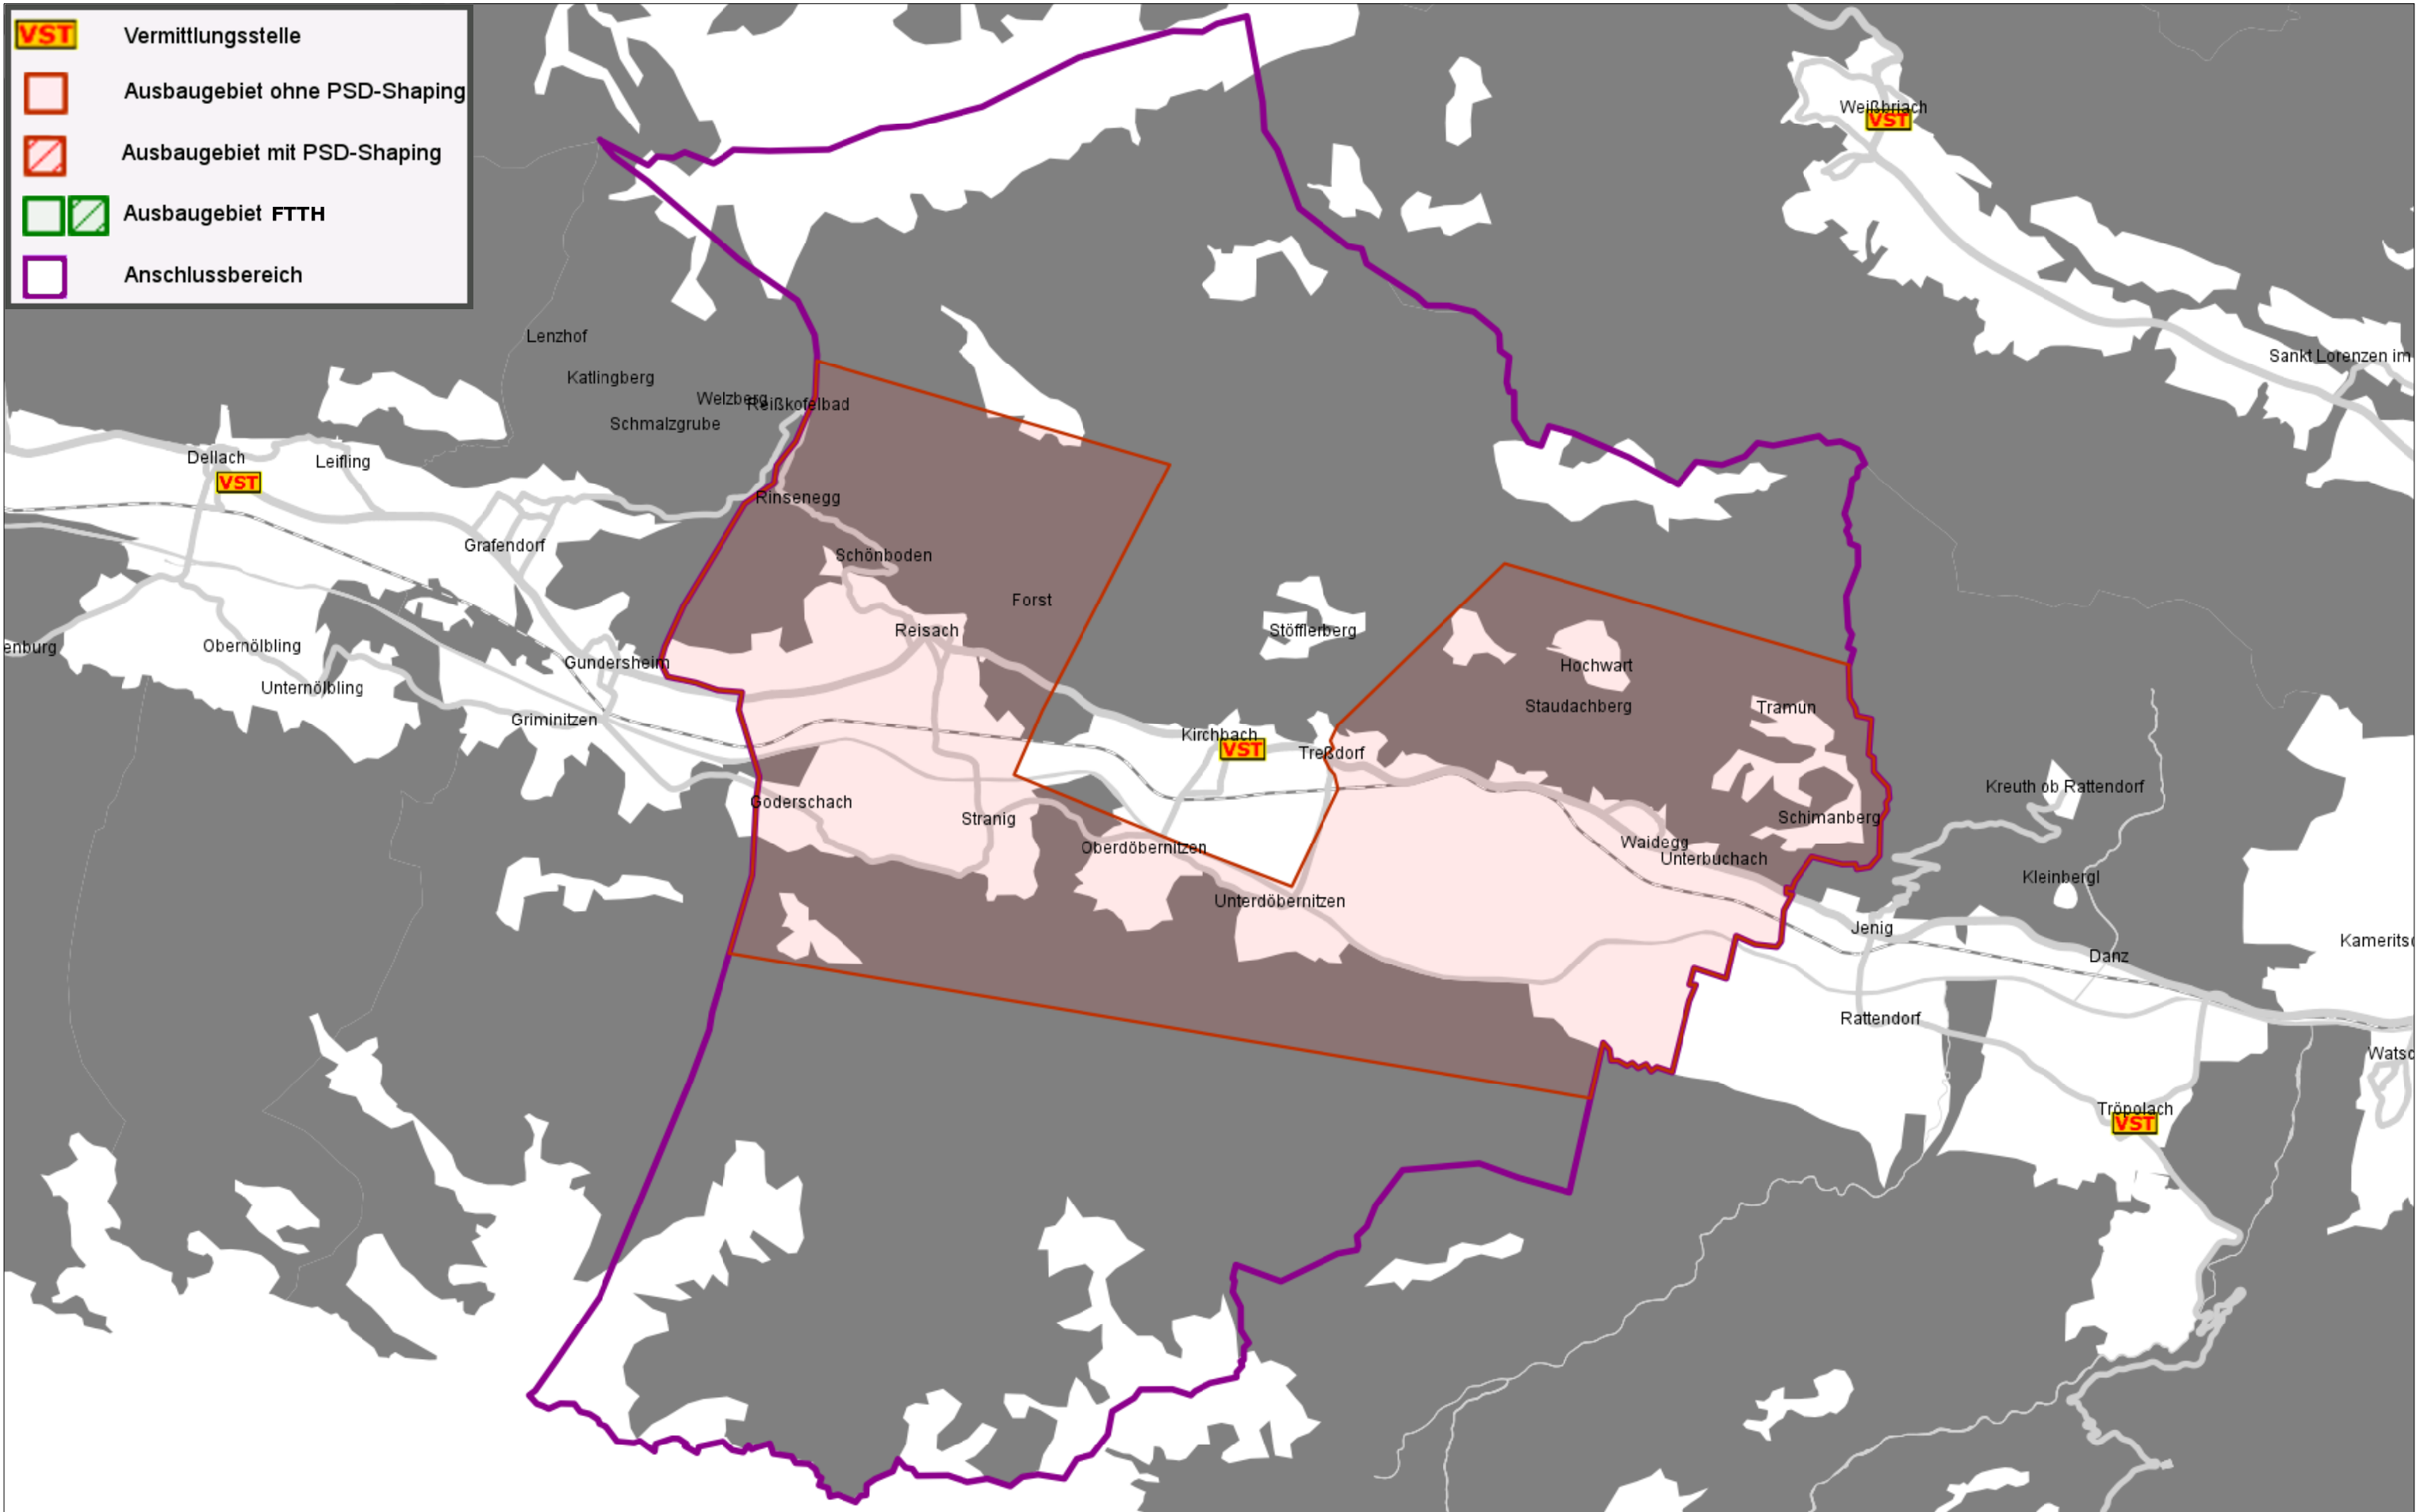 VST Vermittlungsstelle
Ausbaugebiet ohne PSD-Shaping
Ausbaugebiet mit PSD-Shaping
Ausbaugebiet FTTH
Anschlussbereich
Weißbriach
VST
Lenzhof
Sankt Lorenzen im
Katlingberg
Welzberg
Reißkofelbad
Schmalzgrube
Dellach
Leifling
VST
Rinsenegg
Grafendorf
Schönboden
Forst
Reisach
Stöfflerberg
Obernölbling
enburg
Gundersheim
Hochwart
Unternölbling
Staudachberg
Tramun
Griminitzen
Kirchbach
VST
Treßdorf
Kreuth ob Rattendorf
Goderschach
Stranig
Schimanberg
Waidegg
Oberdöbernitzen
Unterbuchach
Kleinbergl
Unterdöbernitzen
Jenig
Kamerits
Danz
Rattendorf
Watsc
Tröpolach
VST